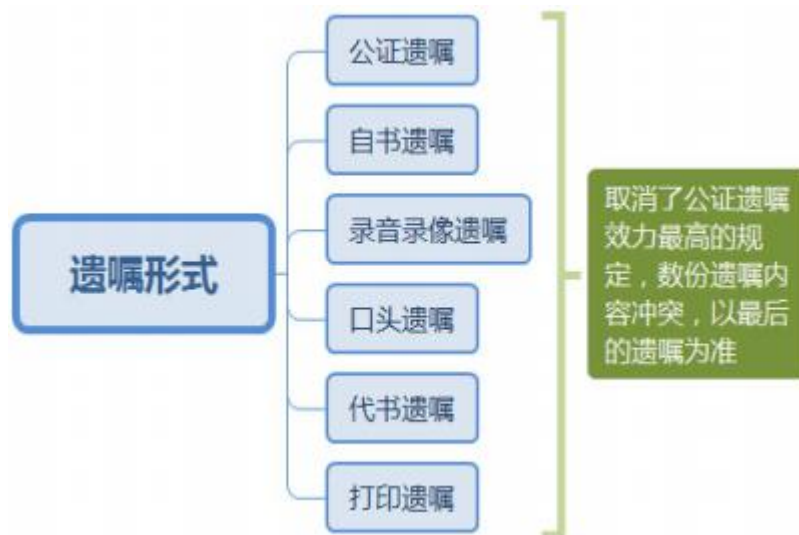 遗嘱形式
公证遗嘱
自书遗嘱
录音录像遗嘱
口头遗嘱
代书遗嘱
打印遗嘱
取消了公证遗嘱
效力最高的规
定，数份遗嘱内
容冲突，以最后
的遗嘱为准